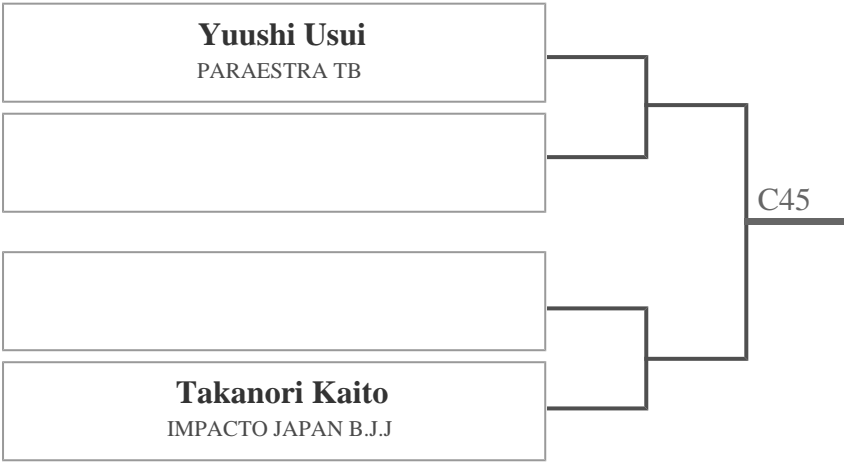 Yuushi Usui
PARAESTRA TB
C45
Takanori Kaito
IMPACTO JAPAN B.J.J